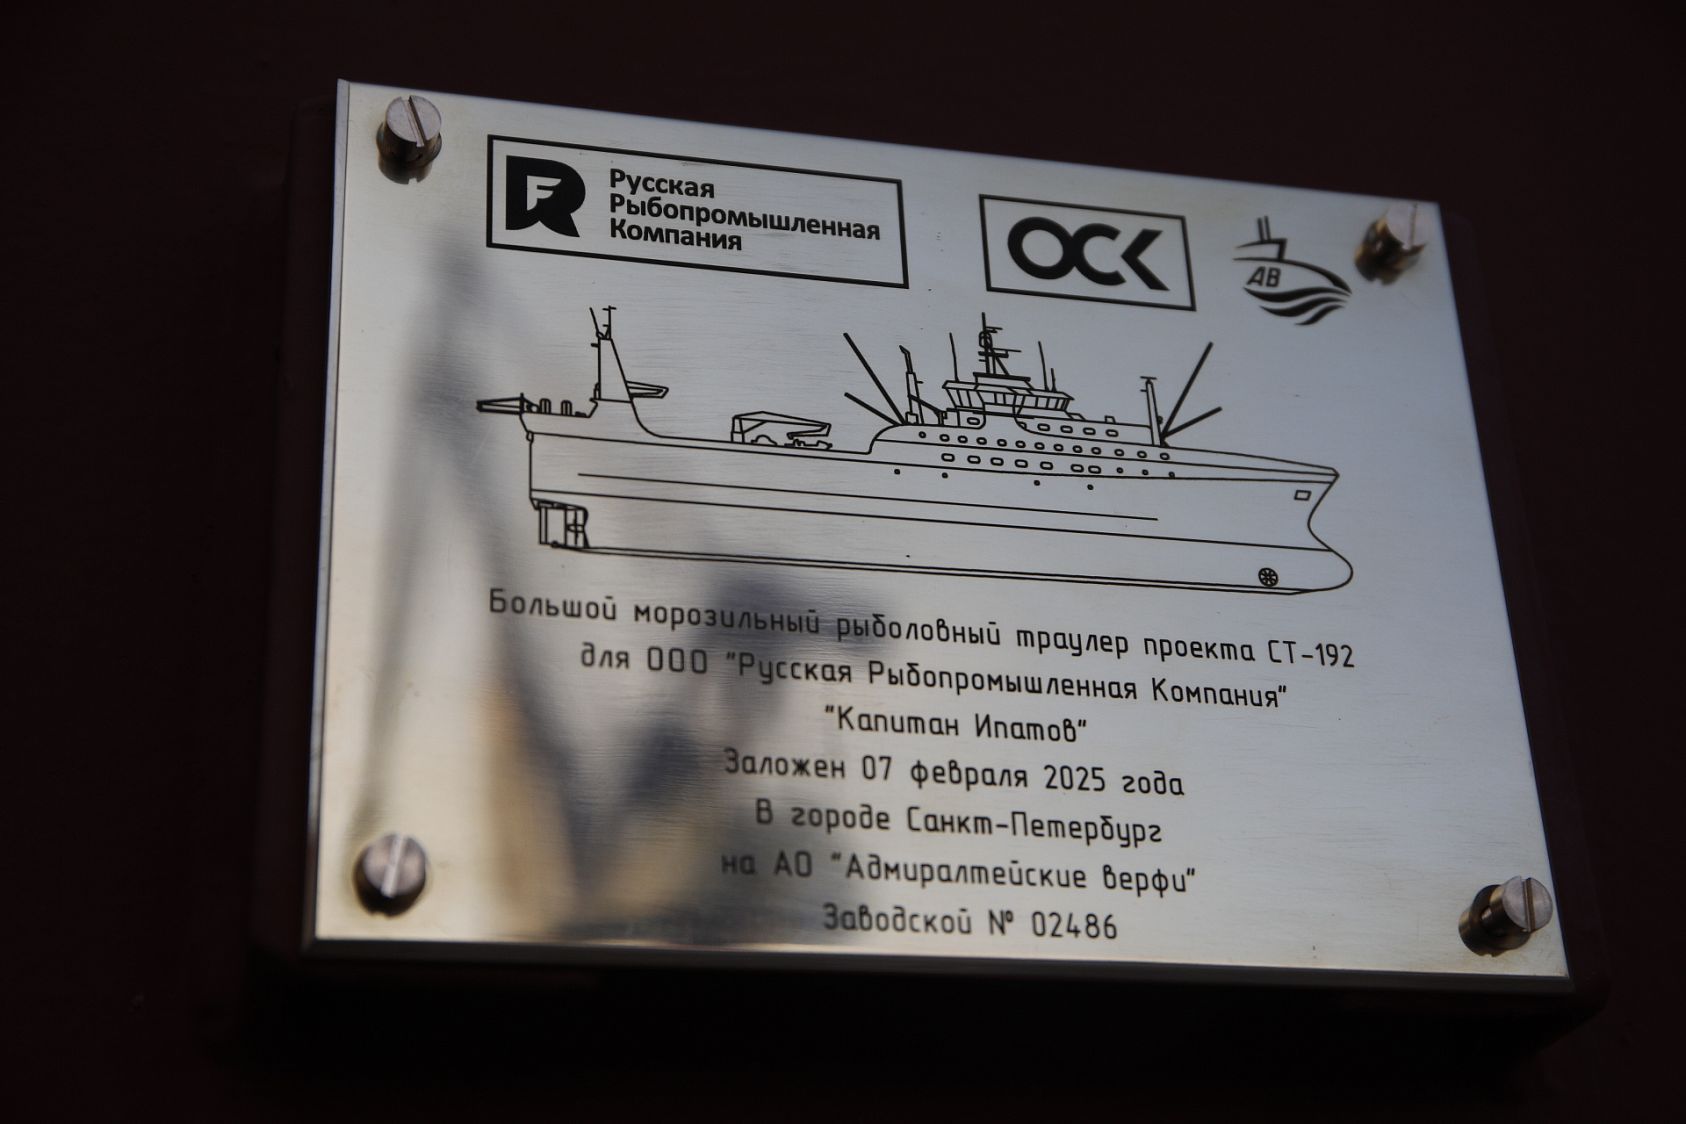 Русская
Рыбопромышленная
Компания
ОСК
АВ
Большой морозильный рыболовный траулер проекта СТ-192
для ООО "Русская Рыбопромышленная Компания"
"Капитан Ипатов"
Заложен 07 февраля 2025 года
В городе Санкт-Петербург
на АО "Адмиралтейские верфи"
Заводской № 02486